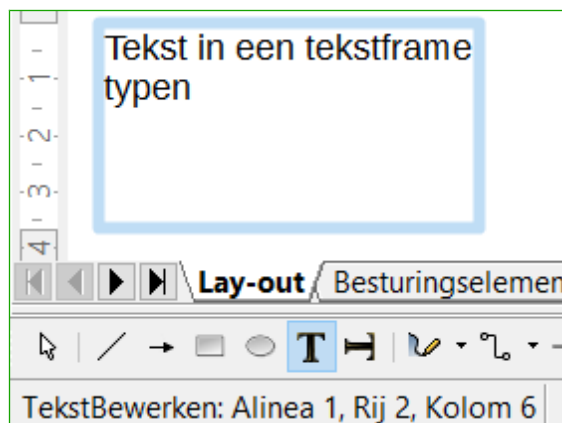 Tekst in een tekstframe
typen
1
2
3
4
Lay-out
Besturingselemen
T
TekstBewerken: Alinea 1, Rij 2, Kolom 6